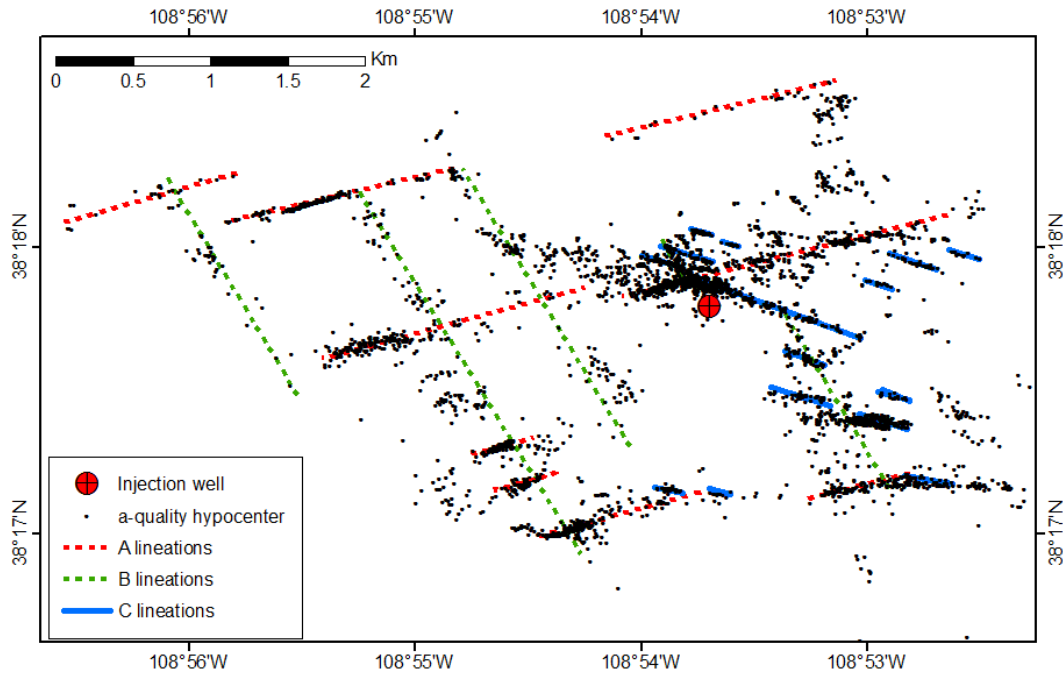 108°56'W 108°55'W 108°54'W 108°53'W
Km
0 0.5 1 1.5 2
38°18'N 38°18'N
38°17'N 38°17'N
Injection well
a-quality hypocenter
A lineations
B lineations
C lineations
108°56'W 108°55'W 108°54'W 108°53'W